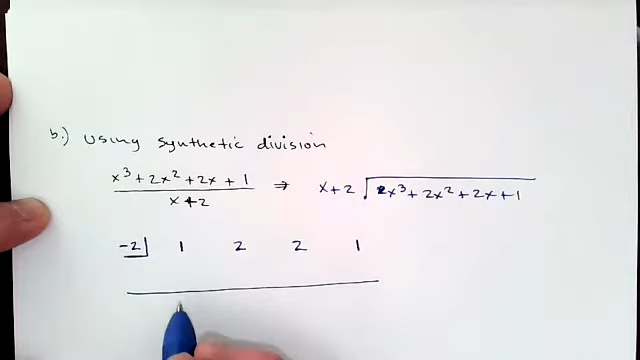 b.) using synthetic division
x³ + 2x² + 2x + 1 / x + 2 ⇒ x+2 √ x³ + 2x² + 2x + 1
-2 | 1 2 2 1